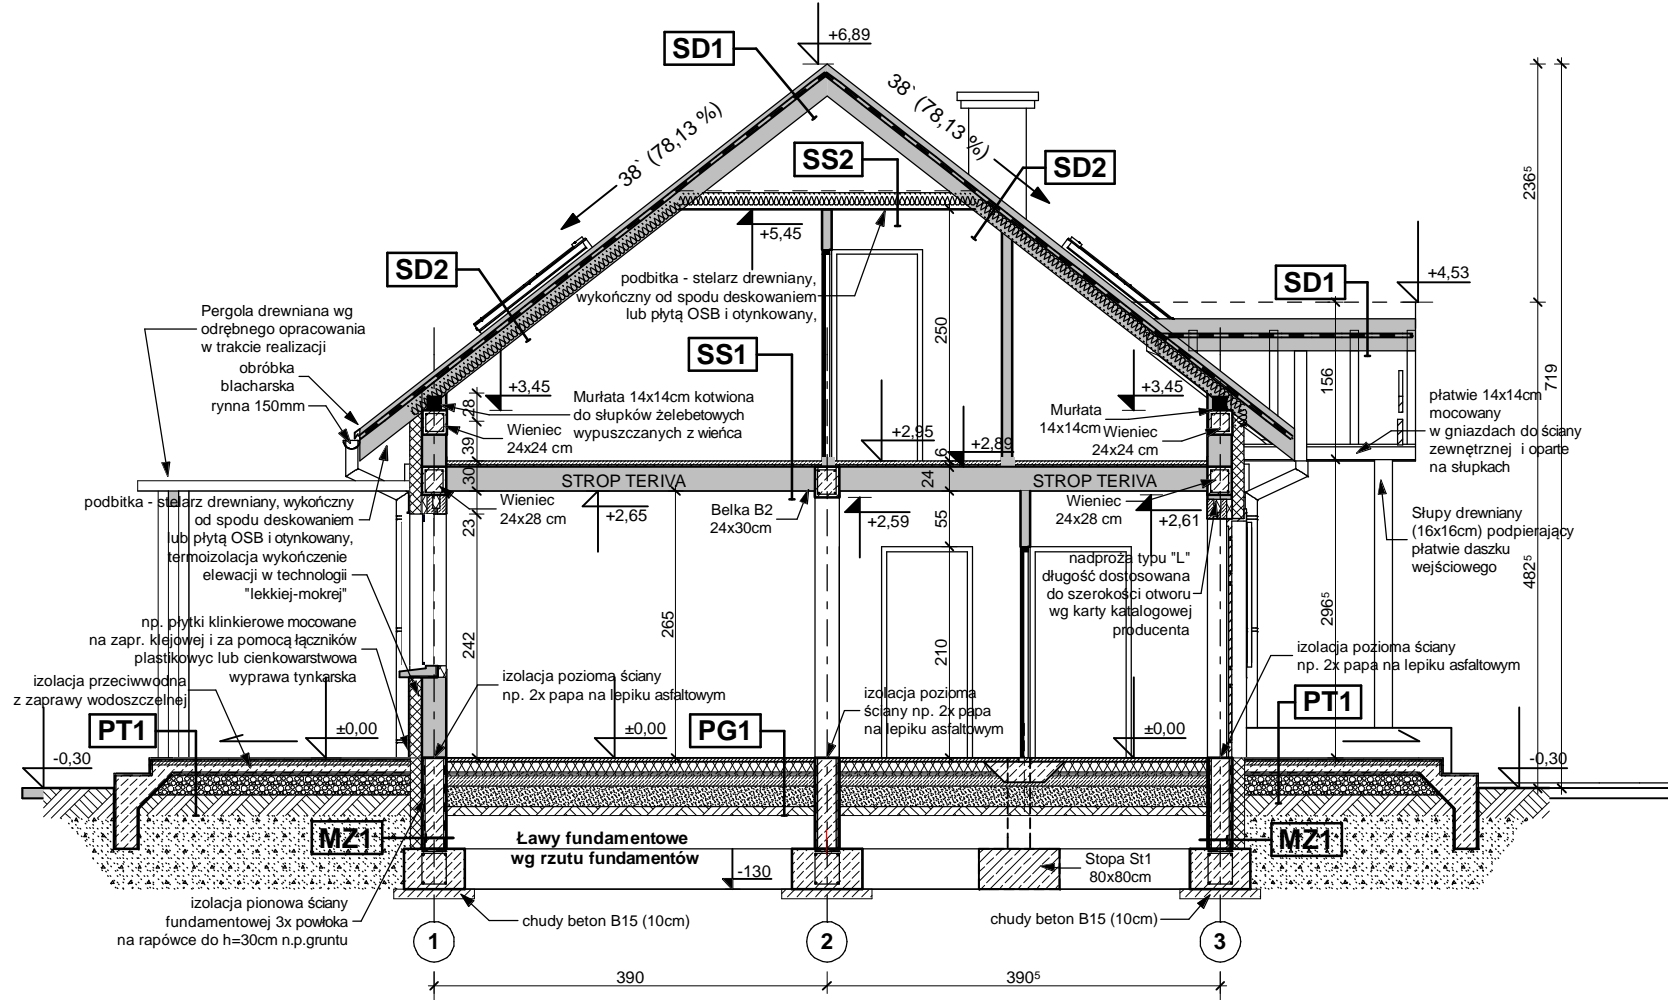 +6,89
SD1
38` (78,13 %)
38` (78,13 %)
SS2
SD2
236⁵
+5,45
SD2
podbitka - stelarz drewniany,
wykończny od spodu deskowaniem
lub płytą OSB i otynkowany,
SD1
+4,53
Pergola drewniana wg
odrębnego opracowania
w trakcie realizacji
obróbka
blacharska
rynna 150mm
SS1
250
156
719
+3,45
28
Murłata 14x14cm kotwiona
do słupków żelebetowych
wypuszczanych z wieńca
Wieniec
24x24 cm
39
+3,45
Murłata
14x14cm
Wieniec
24x24 cm
płatwie 14x14cm
mocowany
w gniazdach do ściany
zewnętrznej i oparte
na słupkach
+2,95
+2,89
6
30
STROP TERIVA
24
STROP TERIVA
podbitka - stelarz drewniany, wykończny
od spodu deskowaniem
lub płytą OSB i otynkowany,
Wieniec
24x28 cm
23
+2,65
Belka B2
24x30cm
+2,59
55
Wieniec
24x28 cm
+2,61
Słupy drewniany
(16x16cm) podpierający
płatwie daszku
wejściowego
482⁵
termoizolacja wykończenie
elewacji w technologii
"lekkiej-mokrej"
nadproża typu "L"
długość dostosowana
do szerokości otworu
wg karty katalogowej
producenta
np. płytki klinkierowe mocowane
na zapr. klejowej i za pomocą łączników
plastikowyc lub cienkowarstwowa
wyprawa tynkarska
242
265
210
296⁵
izolacja pozioma ściany
np. 2x papa na lepiku asfaltowym
izolacja pozioma
ściany np. 2x papa
na lepiku asfaltowym
izolacja pozioma ściany
np. 2x papa na lepiku asfaltowym
izolacja przeciwwodna
z zaprawy wodoszczelnej
PT1
±0,00
±0,00
PG1
±0,00
PT1
-0,30
-0,30
MZ1
Ławy fundamentowe
wg rzutu fundamentów
-130
Stopa St1
80x80cm
MZ1
izolacja pionowa ściany
fundamentowej 3x powłoka
na rapówce do h=30cm n.p.gruntu
chudy beton B15 (10cm)
chudy beton B15 (10cm)
1
2
3
390
390⁵